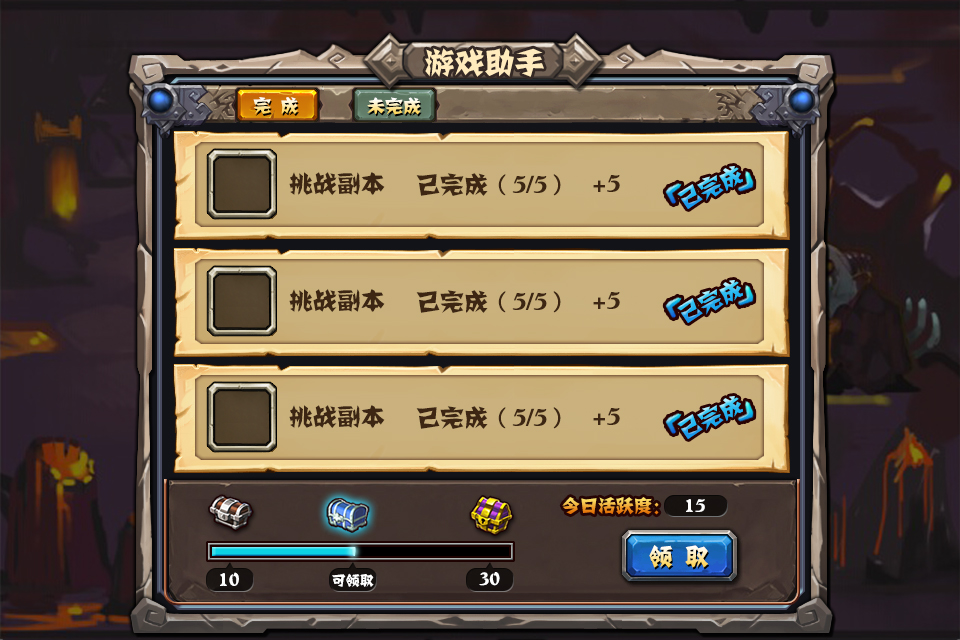 游戏助手
完成 未完成
挑战副本 已完成（5/5） +5 「已完成」
挑战副本 已完成（5/5） +5 「已完成」
挑战副本 已完成（5/5） +5 「已完成」
今日活跃度: 15
10 可领取 30
领取